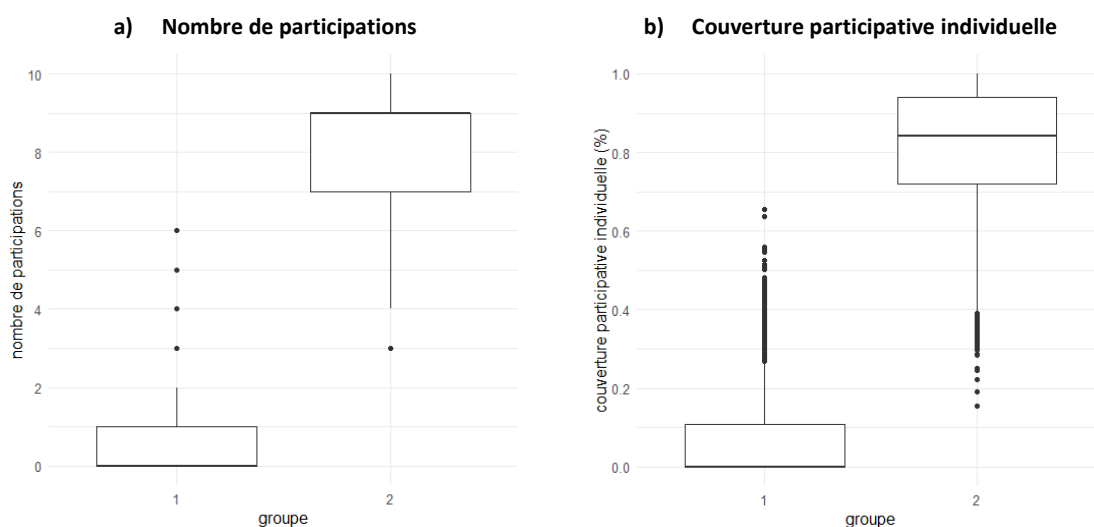 a) Nombre de participations
nombre de participations
10
8
6
4
2
0
1
2
groupe
b) Couverture participative individuelle
couverture participative individuelle (%)
1.0
0.8
0.6
0.4
0.2
0.0
1
2
groupe